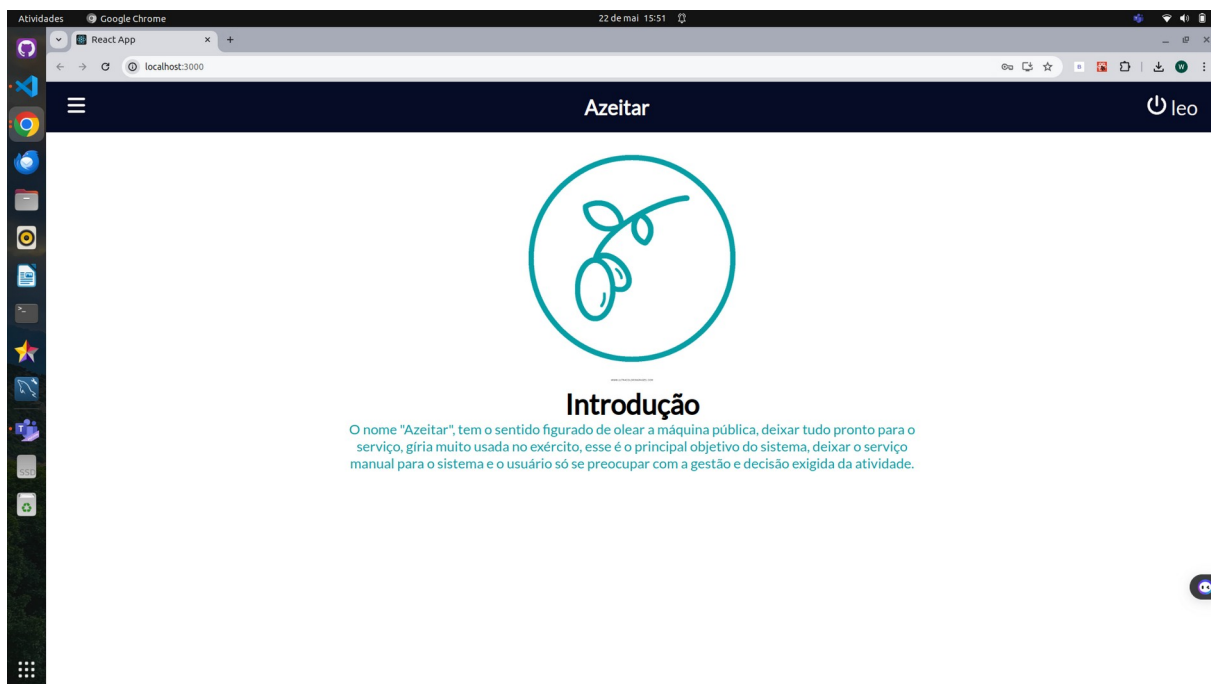 Atividades Google Chrome 22 de mai 15:51
React App
localhost:3000
Azeitar leo
Introdução
O nome "Azeitar", tem o sentido figurado de olear a máquina pública, deixar tudo pronto para o
serviço, gíria muito usada no exército, esse é o principal objetivo do sistema, deixar o serviço
manual para o sistema e o usuário só se preocupar com a gestão e decisão exigida da atividade.
SSD